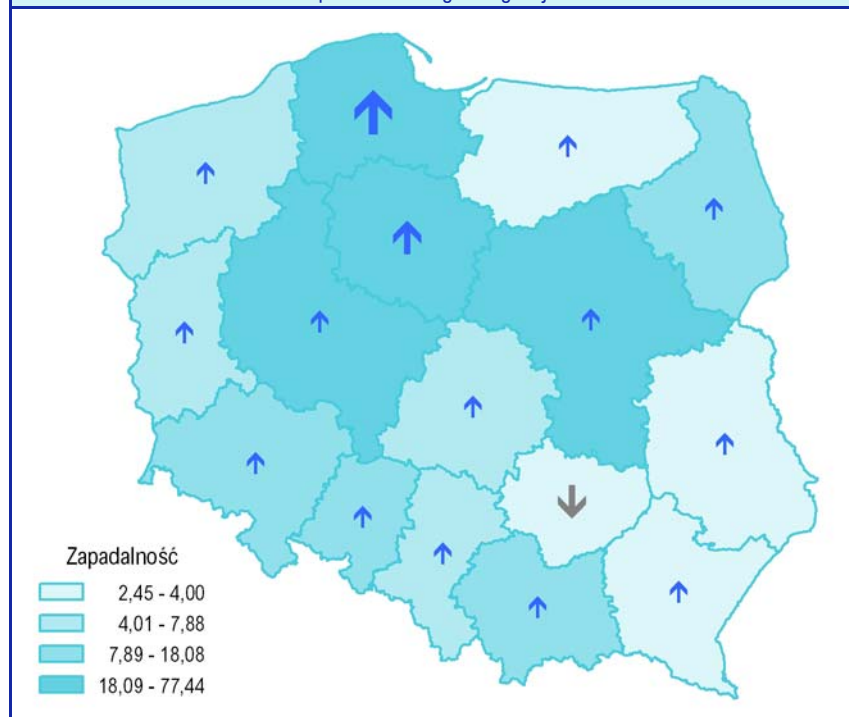 Zapadalność
2,45 - 4,00
4,01 - 7,88
7,89 - 18,08
18,09 - 77,44